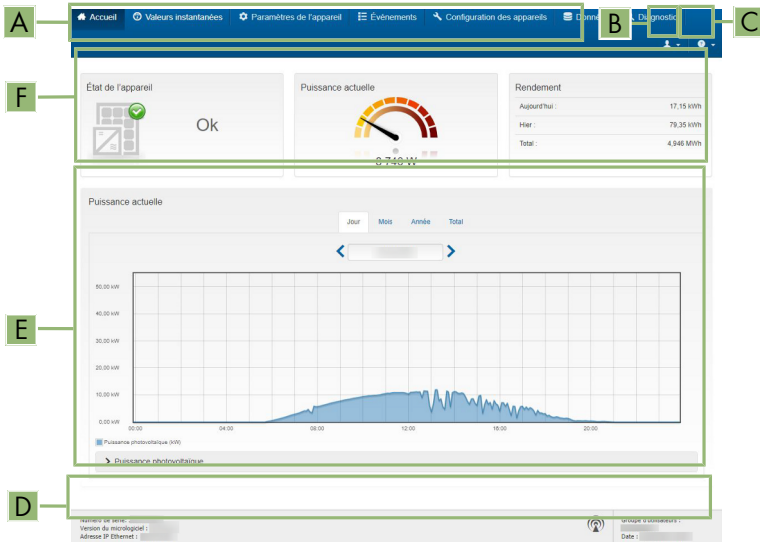 A
Accueil Valeurs instantanées Paramètres de l'appareil Évènements Configuration des appareils Diagnostic
B
C
F
État de l'appareil
Ok
Puissance actuelle
Rendement
Aujourd'hui : 17,15 kWh
Hier : 79,35 kWh
Total : 4,946 MWh
E
Puissance actuelle
Jour Mois Année Total
50,00 kW
40,00 kW
30,00 kW
20,00 kW
10,00 kW
0,00 kW
00:00 04:00 08:00 12:00 16:00 20:00
Puissance photovoltaïque (kW)
Puissance photovoltaïque
D
Numéro de série:
Version du micrologiciel :
Adresse IP Ethernet :
Groupe d'utilisateurs :
Date :